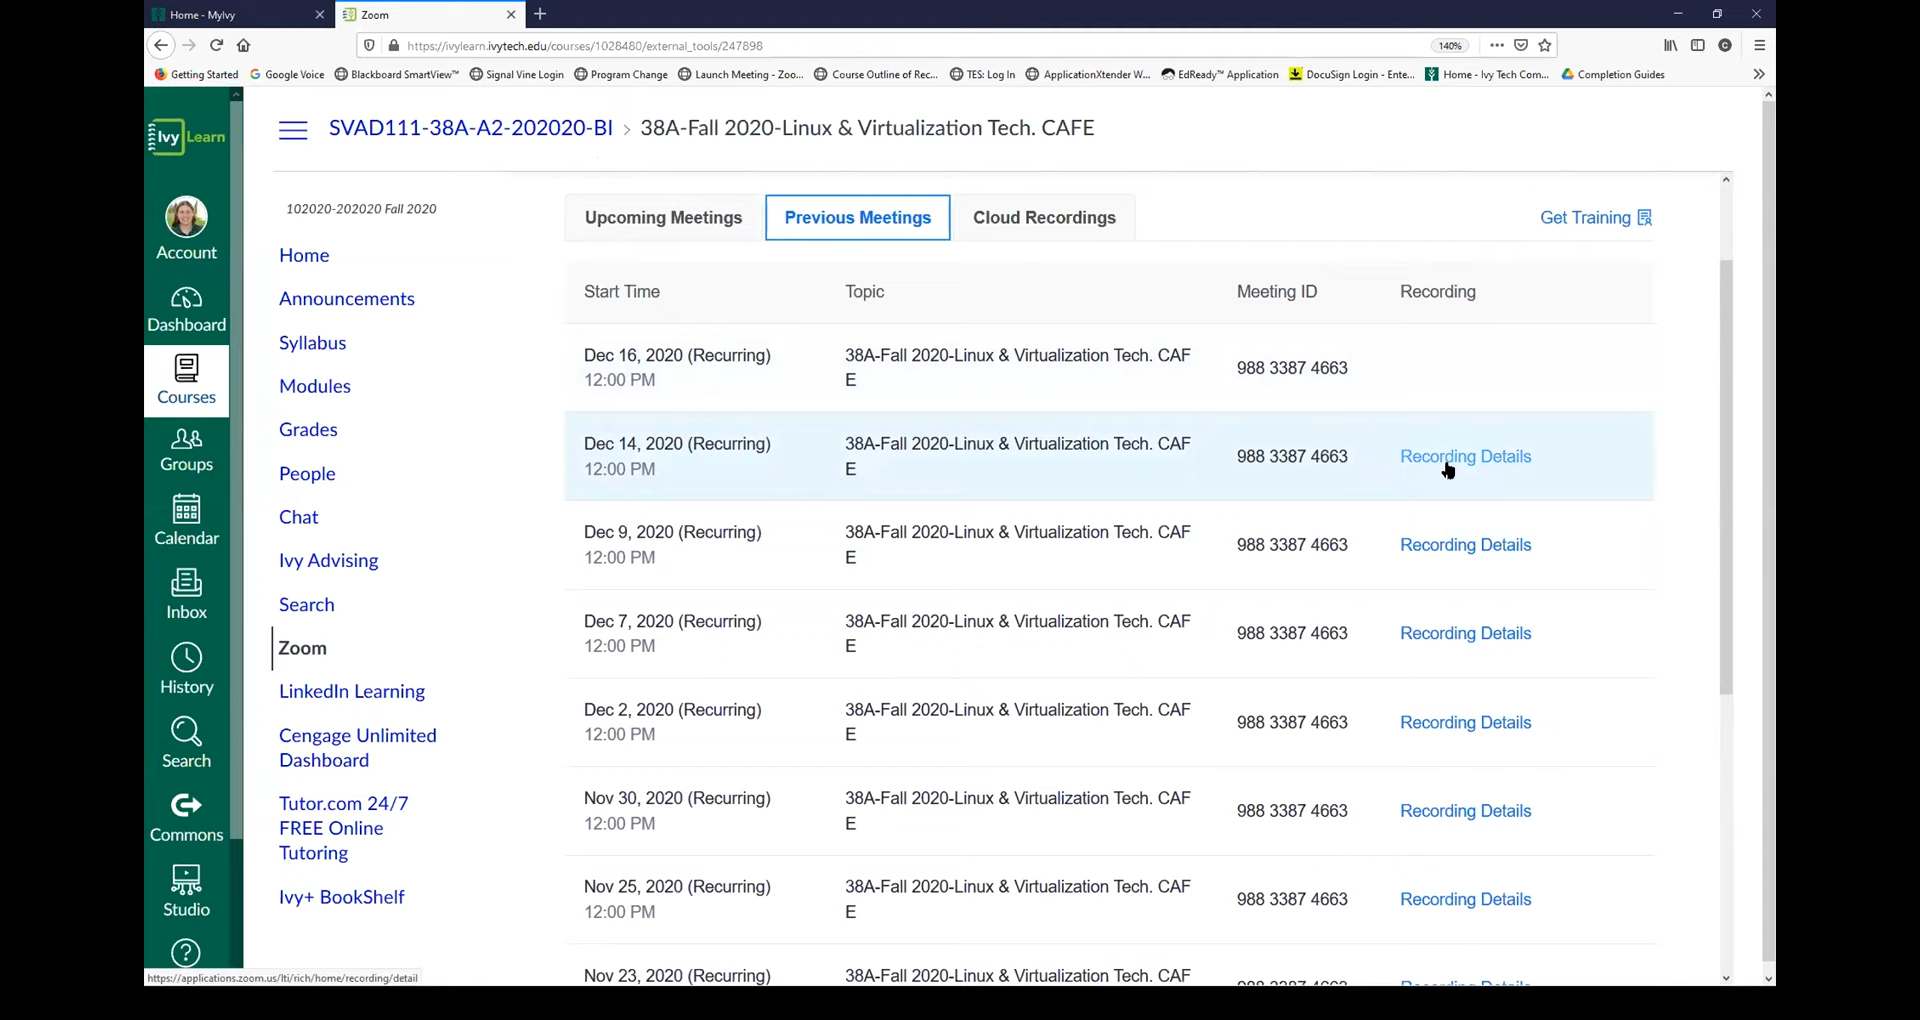 Home - MyIvy
Zoom
https://ivylearn.ivytech.edu/courses/1028480/external_tools/247898
140%
Getting Started
Google Voice
Blackboard SmartView™
Signal Vine Login
Program Change
Launch Meeting - Zoo...
Course Outline of Rec...
TES: Log In
ApplicationXtender W...
EdReady™ Application
DocuSign Login - Ente...
Home - Ivy Tech Com...
Completion Guides
Ivy Learn
Account
Dashboard
Courses
Groups
Calendar
Inbox
History
Search
Commons
Studio
SVAD111-38A-A2-202020-BI > 38A-Fall 2020-Linux & Virtualization Tech. CAFE
102020-202020 Fall 2020
Home
Announcements
Syllabus
Modules
Grades
People
Chat
Ivy Advising
Search
Zoom
LinkedIn Learning
Cengage Unlimited
Dashboard
Tutor.com 24/7
FREE Online
Tutoring
Ivy+ BookShelf
Upcoming Meetings
Previous Meetings
Cloud Recordings
Get Training
Start Time Topic Meeting ID Recording
Dec 16, 2020 (Recurring) 38A-Fall 2020-Linux & Virtualization Tech. CAF 988 3387 4663
12:00 PM E
Dec 14, 2020 (Recurring) 38A-Fall 2020-Linux & Virtualization Tech. CAF 988 3387 4663 Recording Details
12:00 PM E
Dec 9, 2020 (Recurring) 38A-Fall 2020-Linux & Virtualization Tech. CAF 988 3387 4663 Recording Details
12:00 PM E
Dec 7, 2020 (Recurring) 38A-Fall 2020-Linux & Virtualization Tech. CAF 988 3387 4663 Recording Details
12:00 PM E
Dec 2, 2020 (Recurring) 38A-Fall 2020-Linux & Virtualization Tech. CAF 988 3387 4663 Recording Details
12:00 PM E
Nov 30, 2020 (Recurring) 38A-Fall 2020-Linux & Virtualization Tech. CAF 988 3387 4663 Recording Details
12:00 PM E
Nov 25, 2020 (Recurring) 38A-Fall 2020-Linux & Virtualization Tech. CAF 988 3387 4663 Recording Details
12:00 PM E
Nov 23, 2020 (Recurring) 38A-Fall 2020-Linux & Virtualization Tech. CAF
https://applications.zoom.us/lti/rich/home/recording/detail